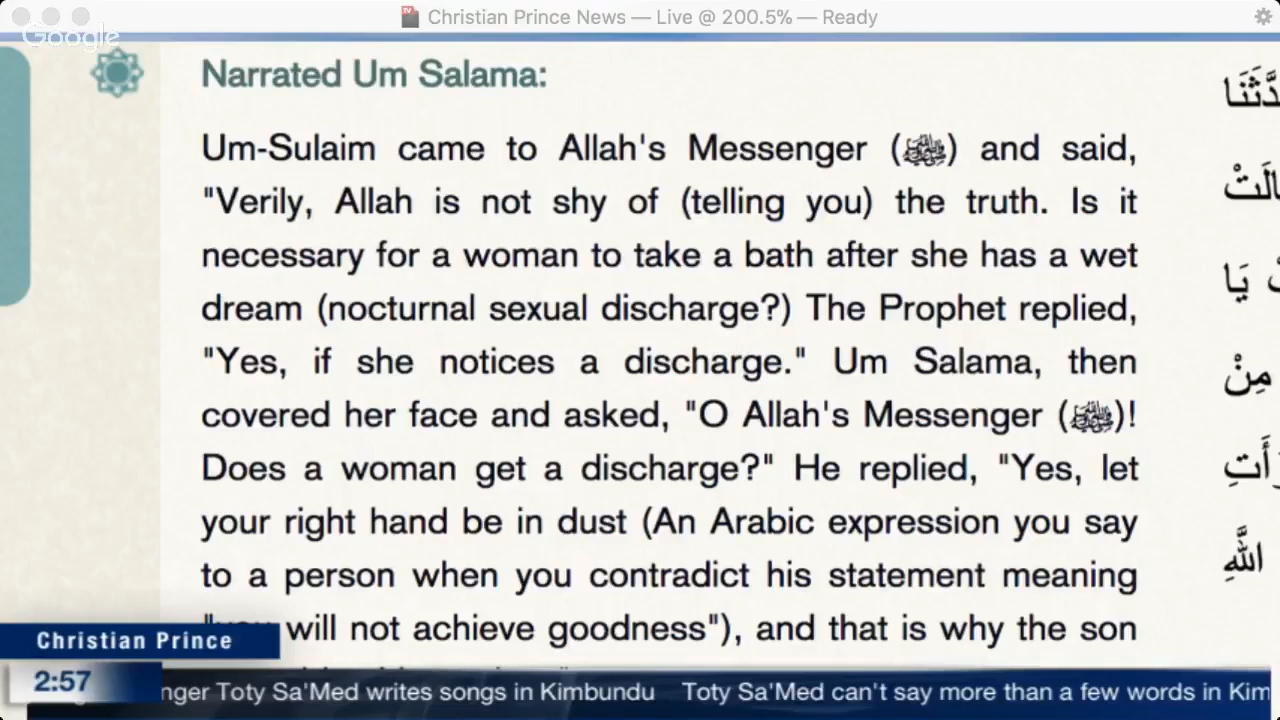 Christian Prince News — Live @ 200.5% — Ready
Google
Narrated Um Salama:
Um-Sulaim came to Allah's Messenger (ﷺ) and said,
"Verily, Allah is not shy of (telling you) the truth. Is it
necessary for a woman to take a bath after she has a wet
dream (nocturnal sexual discharge?) The Prophet replied,
"Yes, if she notices a discharge." Um Salama, then
covered her face and asked, "O Allah's Messenger (ﷺ)!
Does a woman get a discharge?" He replied, "Yes, let
your right hand be in dust (An Arabic expression you say
to a person when you contradict his statement meaning
"you will not achieve goodness"), and that is why the son
يَا
مِنْ
اللَّهِ
Christian Prince
2:57
nger Toty Sa'Med writes songs in Kimbundu Toty Sa'Med can't say more than a few words in Kim